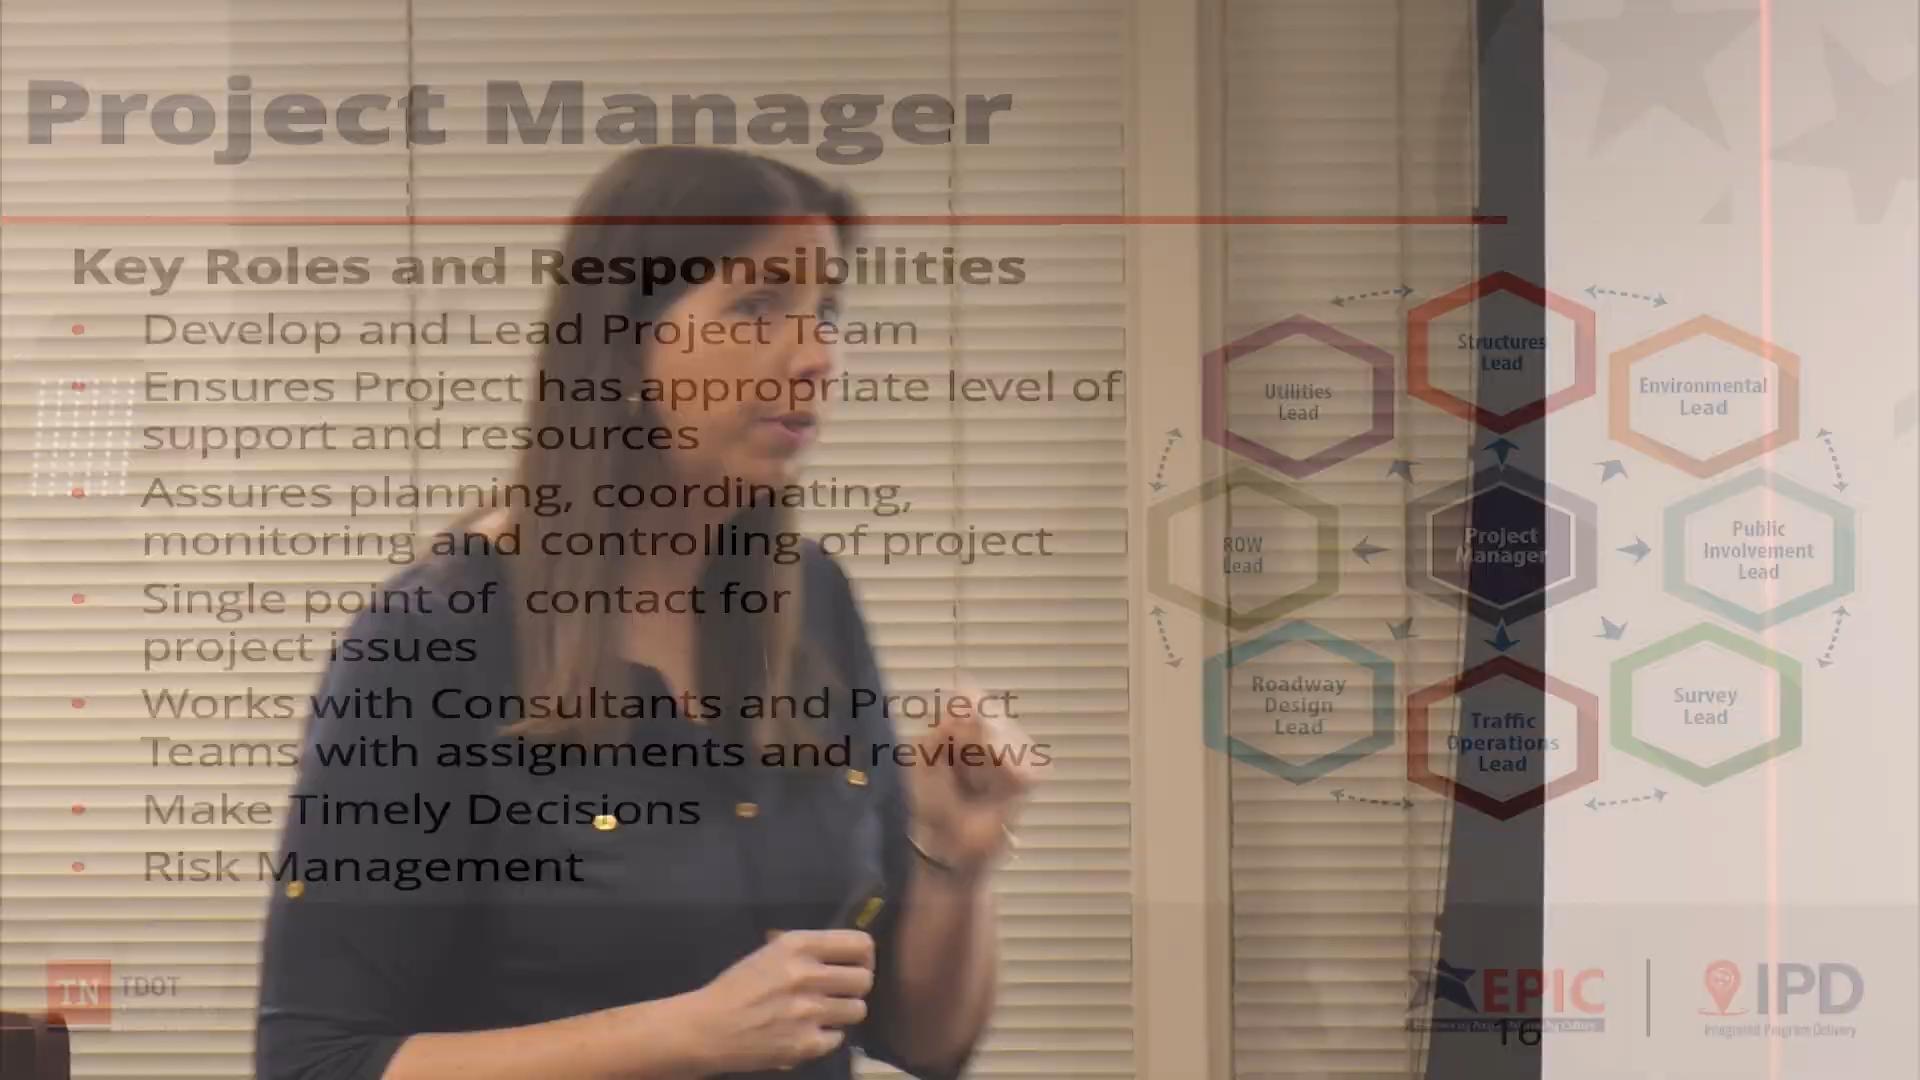 Project Manager
Key Roles and Responsibilities
• Develop and Lead Project Team
• Ensures Project has appropriate level of
support and resources
• Assures planning, coordinating,
monitoring and controlling of project
• Single point of contact for
project issues
• Works with Consultants and Project
Teams with assignments and reviews
• Make Timely Decisions
• Risk Management
Structures
Lead
Utilities
Lead
Environmental
Lead
ROW
Lead
Project
Manager
Public
Involvement
Lead
Roadway
Design
Lead
Traffic
Operations
Lead
Survey
Lead
TN TDOT
EPIC
IPD
Integrated Program Delivery
16